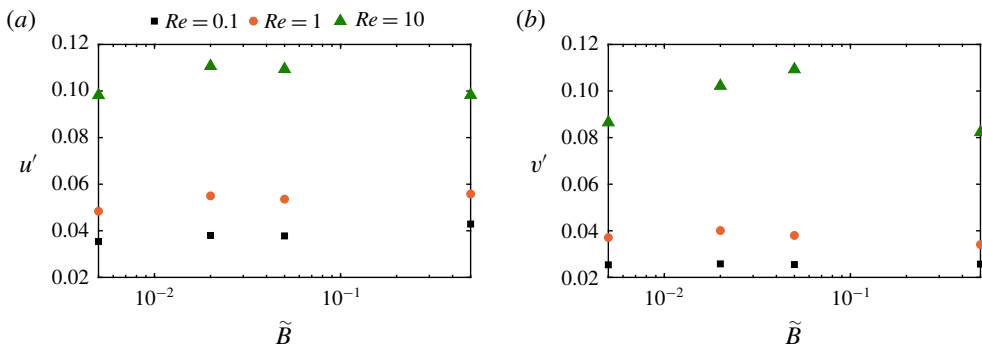 (a) ■ Re = 0.1 ● Re = 1 ▲ Re = 10 (b)
0.12 0.12
0.10 0.10
0.08 0.08
u′ v′
0.06 0.06
0.04 0.04
0.02 0.02
10⁻² 10⁻¹ 10⁻² 10⁻¹
B̃ B̃